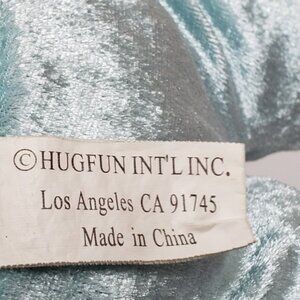 ©HUGFUN INT'L INC.
Los Angeles CA 91745
Made in China